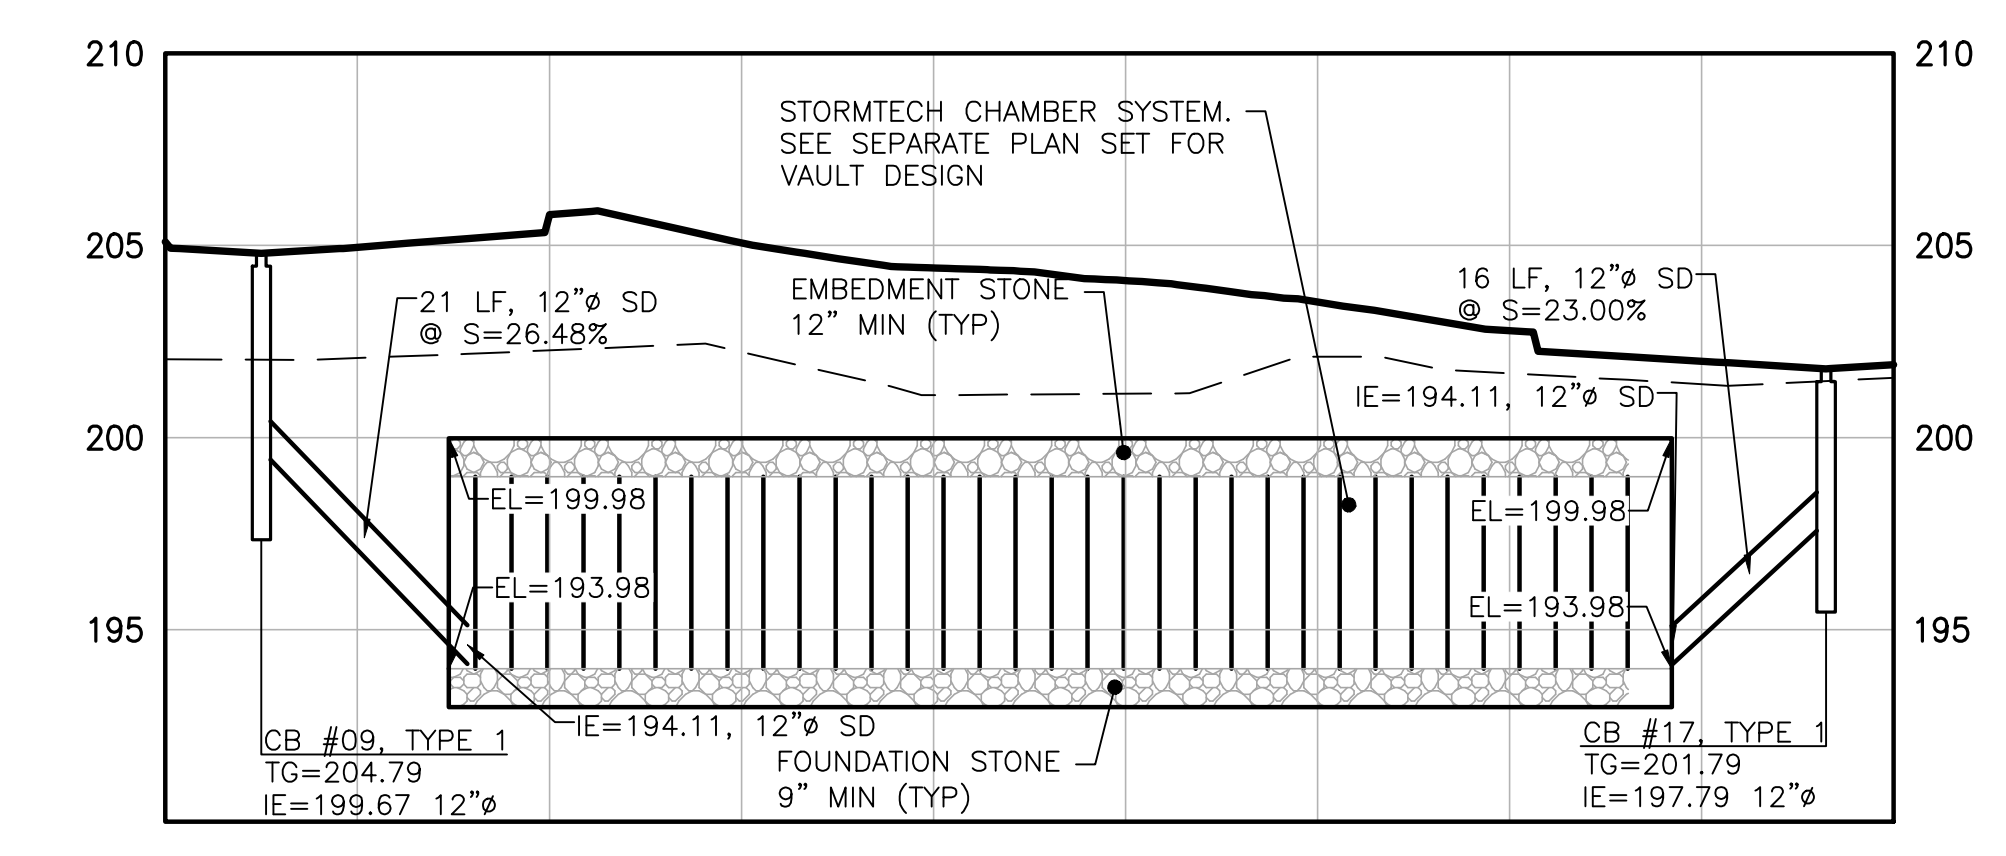 210
210
STORMTECH CHAMBER SYSTEM.
SEE SEPARATE PLAN SET FOR
VAULT DESIGN
205
205
EMBEDMENT STONE
12" MIN (TYP)
16 LF, 12"ø SD
@ S=23.00%
21 LF, 12"ø SD
@ S=26.48%
IE=194.11, 12"ø SD
200
200
EL=199.98
EL=199.98
EL=193.98
EL=193.98
195
195
IE=194.11, 12"ø SD
CB #09, TYPE 1
TG=204.79
IE=199.67 12"ø
FOUNDATION STONE
9" MIN (TYP)
CB #17, TYPE 1
TG=201.79
IE=197.79 12"ø